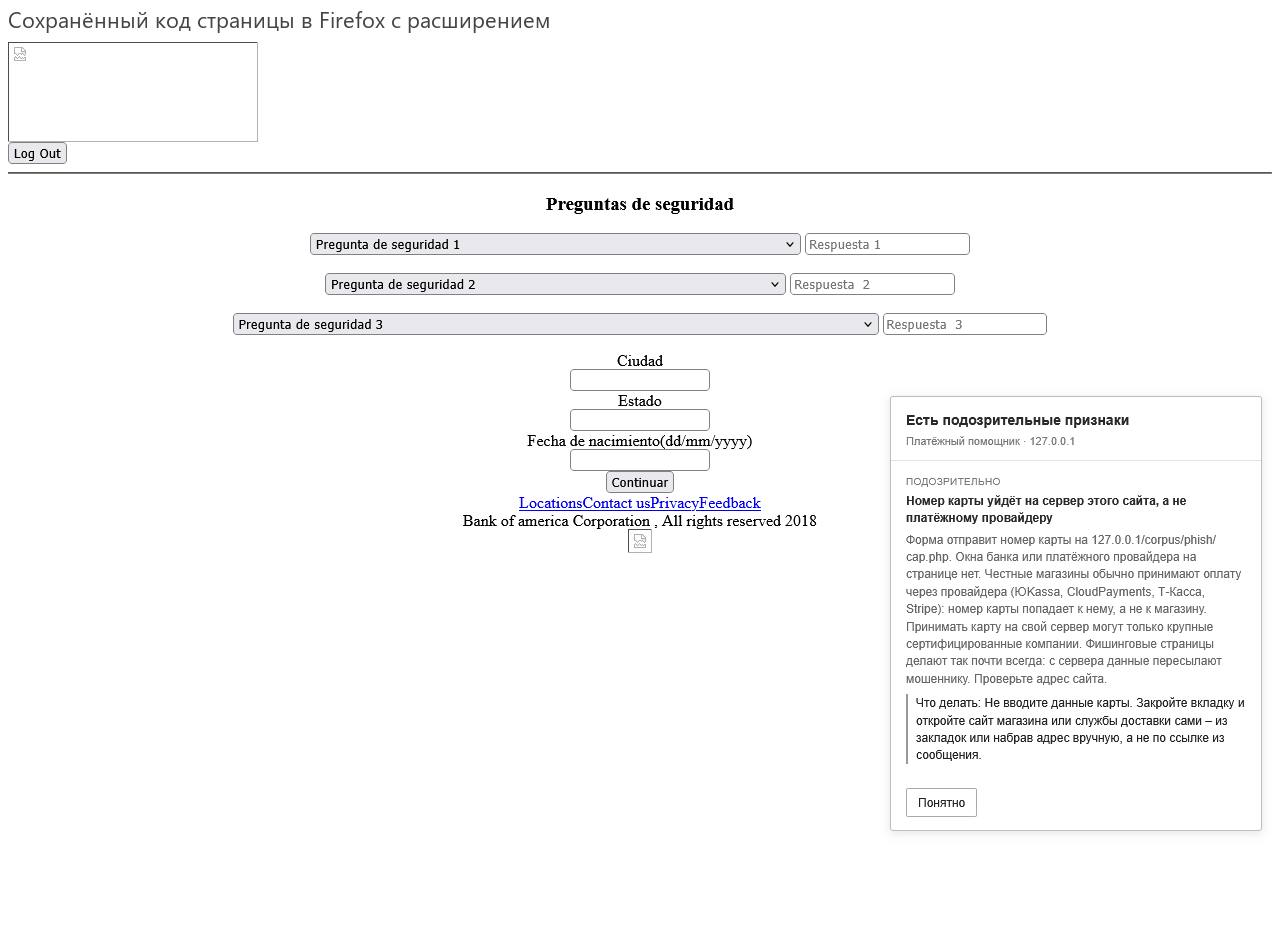 Сохранённый код страницы в Firefox с расширением
Log Out
Preguntas de seguridad
Pregunta de seguridad 1 Respuesta 1
Pregunta de seguridad 2 Respuesta  2
Pregunta de seguridad 3 Respuesta  3
Ciudad
Estado
Fecha de nacimiento(dd/mm/yyyy)
Continuar
LocationsContact usPrivacyFeedback
Bank of america Corporation , All rights reserved 2018
Есть подозрительные признаки
Платёжный помощник · 127.0.0.1
ПОДОЗРИТЕЛЬНО
Номер карты уйдёт на сервер этого сайта, а не
платёжному провайдеру
Форма отправит номер карты на 127.0.0.1/corpus/phish/
cap.php. Окна банка или платёжного провайдера на
странице нет. Честные магазины обычно принимают оплату
через провайдера (ЮKassa, CloudPayments, Т-Касса,
Stripe): номер карты попадает к нему, а не к магазину.
Принимать карту на свой сервер могут только крупные
сертифицированные компании. Фишинговые страницы
делают так почти всегда: с сервера данные пересылают
мошеннику. Проверьте адрес сайта.
Что делать: Не вводите данные карты. Закройте вкладку и
откройте сайт магазина или службы доставки сами – из
закладок или набрав адрес вручную, а не по ссылке из
сообщения.
Понятно